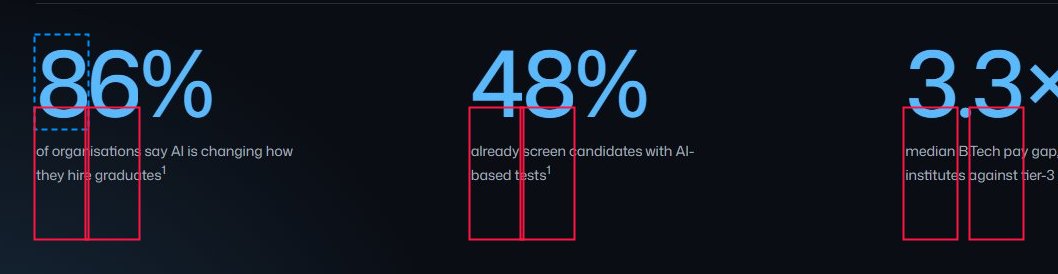 86%
of organisations say AI is changing how
they hire graduates1
48%
already screen candidates with AI-
based tests1
3.3×
median BTech pay gap,
institutes against tier-3